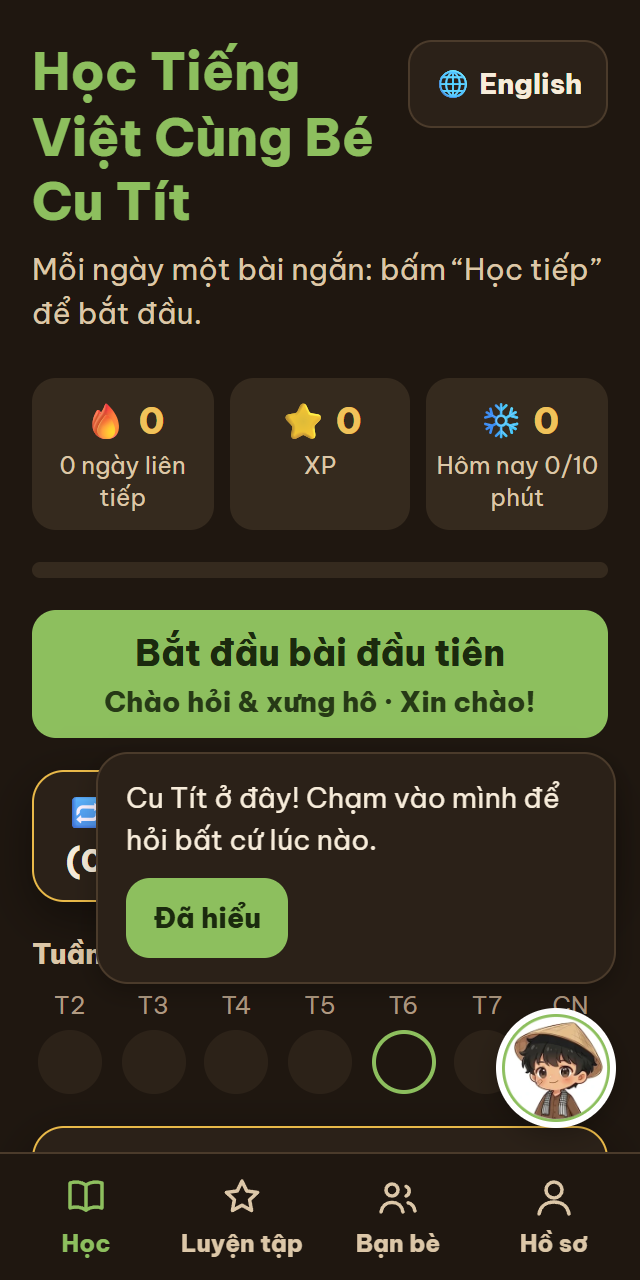 Học Tiếng
Việt Cùng Bé
Cu Tít
English
Mỗi ngày một bài ngắn: bấm “Học tiếp”
để bắt đầu.
0
0 ngày liên
tiếp
0
XP
0
Hôm nay 0/10
phút
Bắt đầu bài đầu tiên
Chào hỏi & xưng hô · Xin chào!
Cu Tít ở đây! Chạm vào mình để
hỏi bất cứ lúc nào.
Đã hiểu
Tuần
T2 T3 T4 T5 T6 T7 CN
Học Luyện tập Bạn bè Hồ sơ